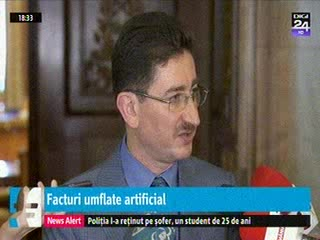 18:33
DIGI
24
HD
Facturi umflate artificial
News Alert Poliția l-a reținut pe șofer, un student de 25 de ani